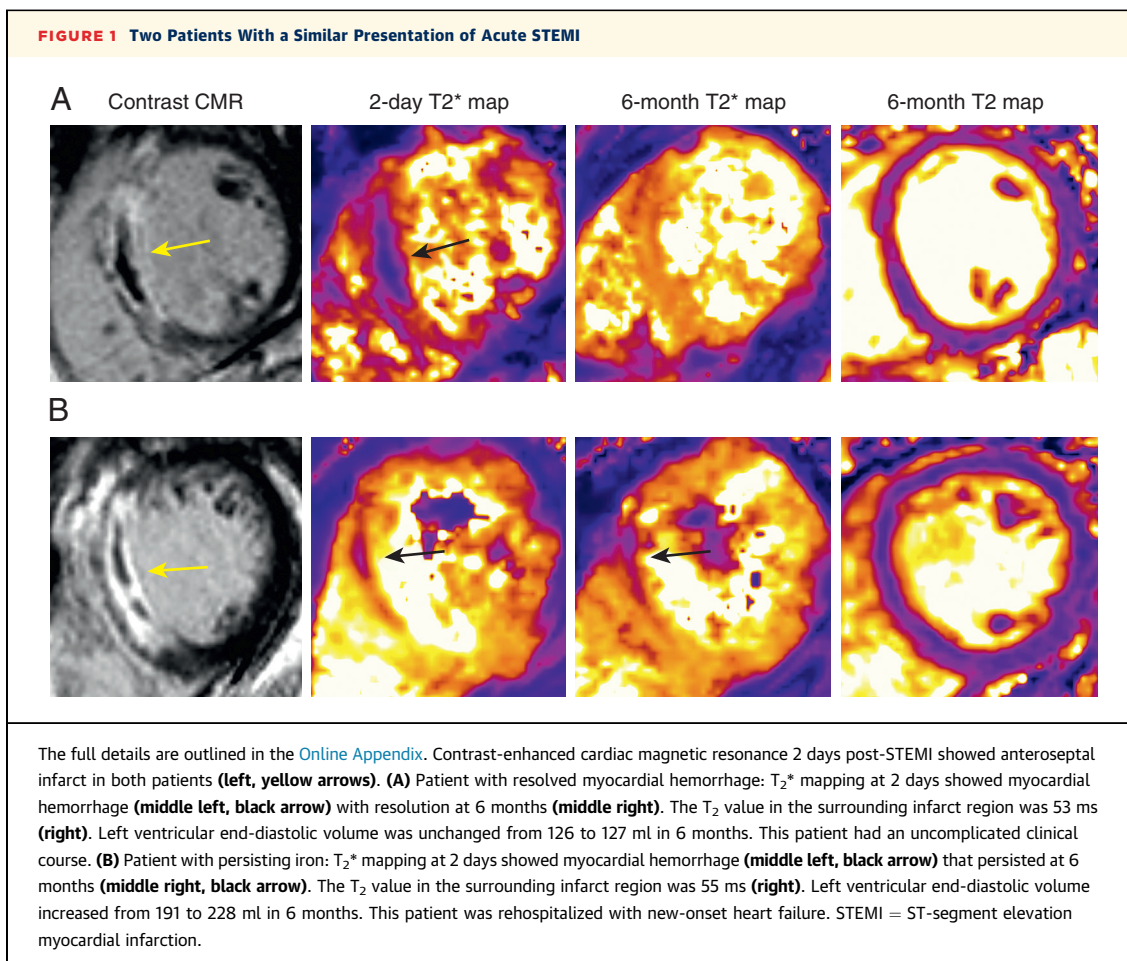 FIGURE 1 Two Patients With a Similar Presentation of Acute STEMI
A
Contrast CMR
2-day T2* map
6-month T2* map
6-month T2 map
B
The full details are outlined in the Online Appendix. Contrast-enhanced cardiac magnetic resonance 2 days post-STEMI showed anteroseptal
infarct in both patients (left, yellow arrows). (A) Patient with resolved myocardial hemorrhage: T₂* mapping at 2 days showed myocardial
hemorrhage (middle left, black arrow) with resolution at 6 months (middle right). The T₂ value in the surrounding infarct region was 53 ms
(right). Left ventricular end-diastolic volume was unchanged from 126 to 127 ml in 6 months. This patient had an uncomplicated clinical
course. (B) Patient with persisting iron: T₂* mapping at 2 days showed myocardial hemorrhage (middle left, black arrow) that persisted at 6
months (middle right, black arrow). The T₂ value in the surrounding infarct region was 55 ms (right). Left ventricular end-diastolic volume
increased from 191 to 228 ml in 6 months. This patient was rehospitalized with new-onset heart failure. STEMI = ST-segment elevation
myocardial infarction.